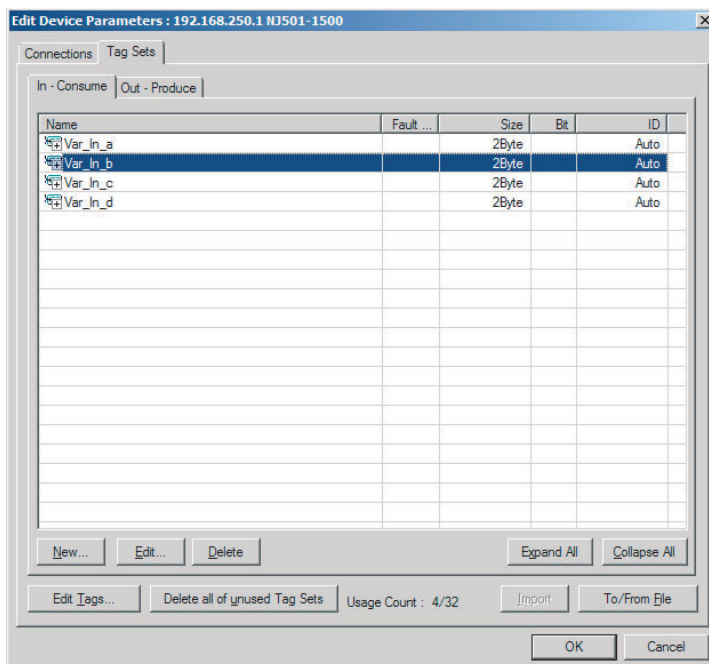 Edit Device Parameters : 192.168.250.1 NJ501-1500
Connections Tag Sets
In - Consume Out - Produce
Name Fault ... Size Bit ID
Var_In_a 2Byte Auto
Var_In_b 2Byte Auto
Var_In_c 2Byte Auto
Var_In_d 2Byte Auto
New... Edit... Delete Expand All Collapse All
Edit Tags... Delete all of unused Tag Sets Usage Count : 4/32 Import To/From File
OK Cancel